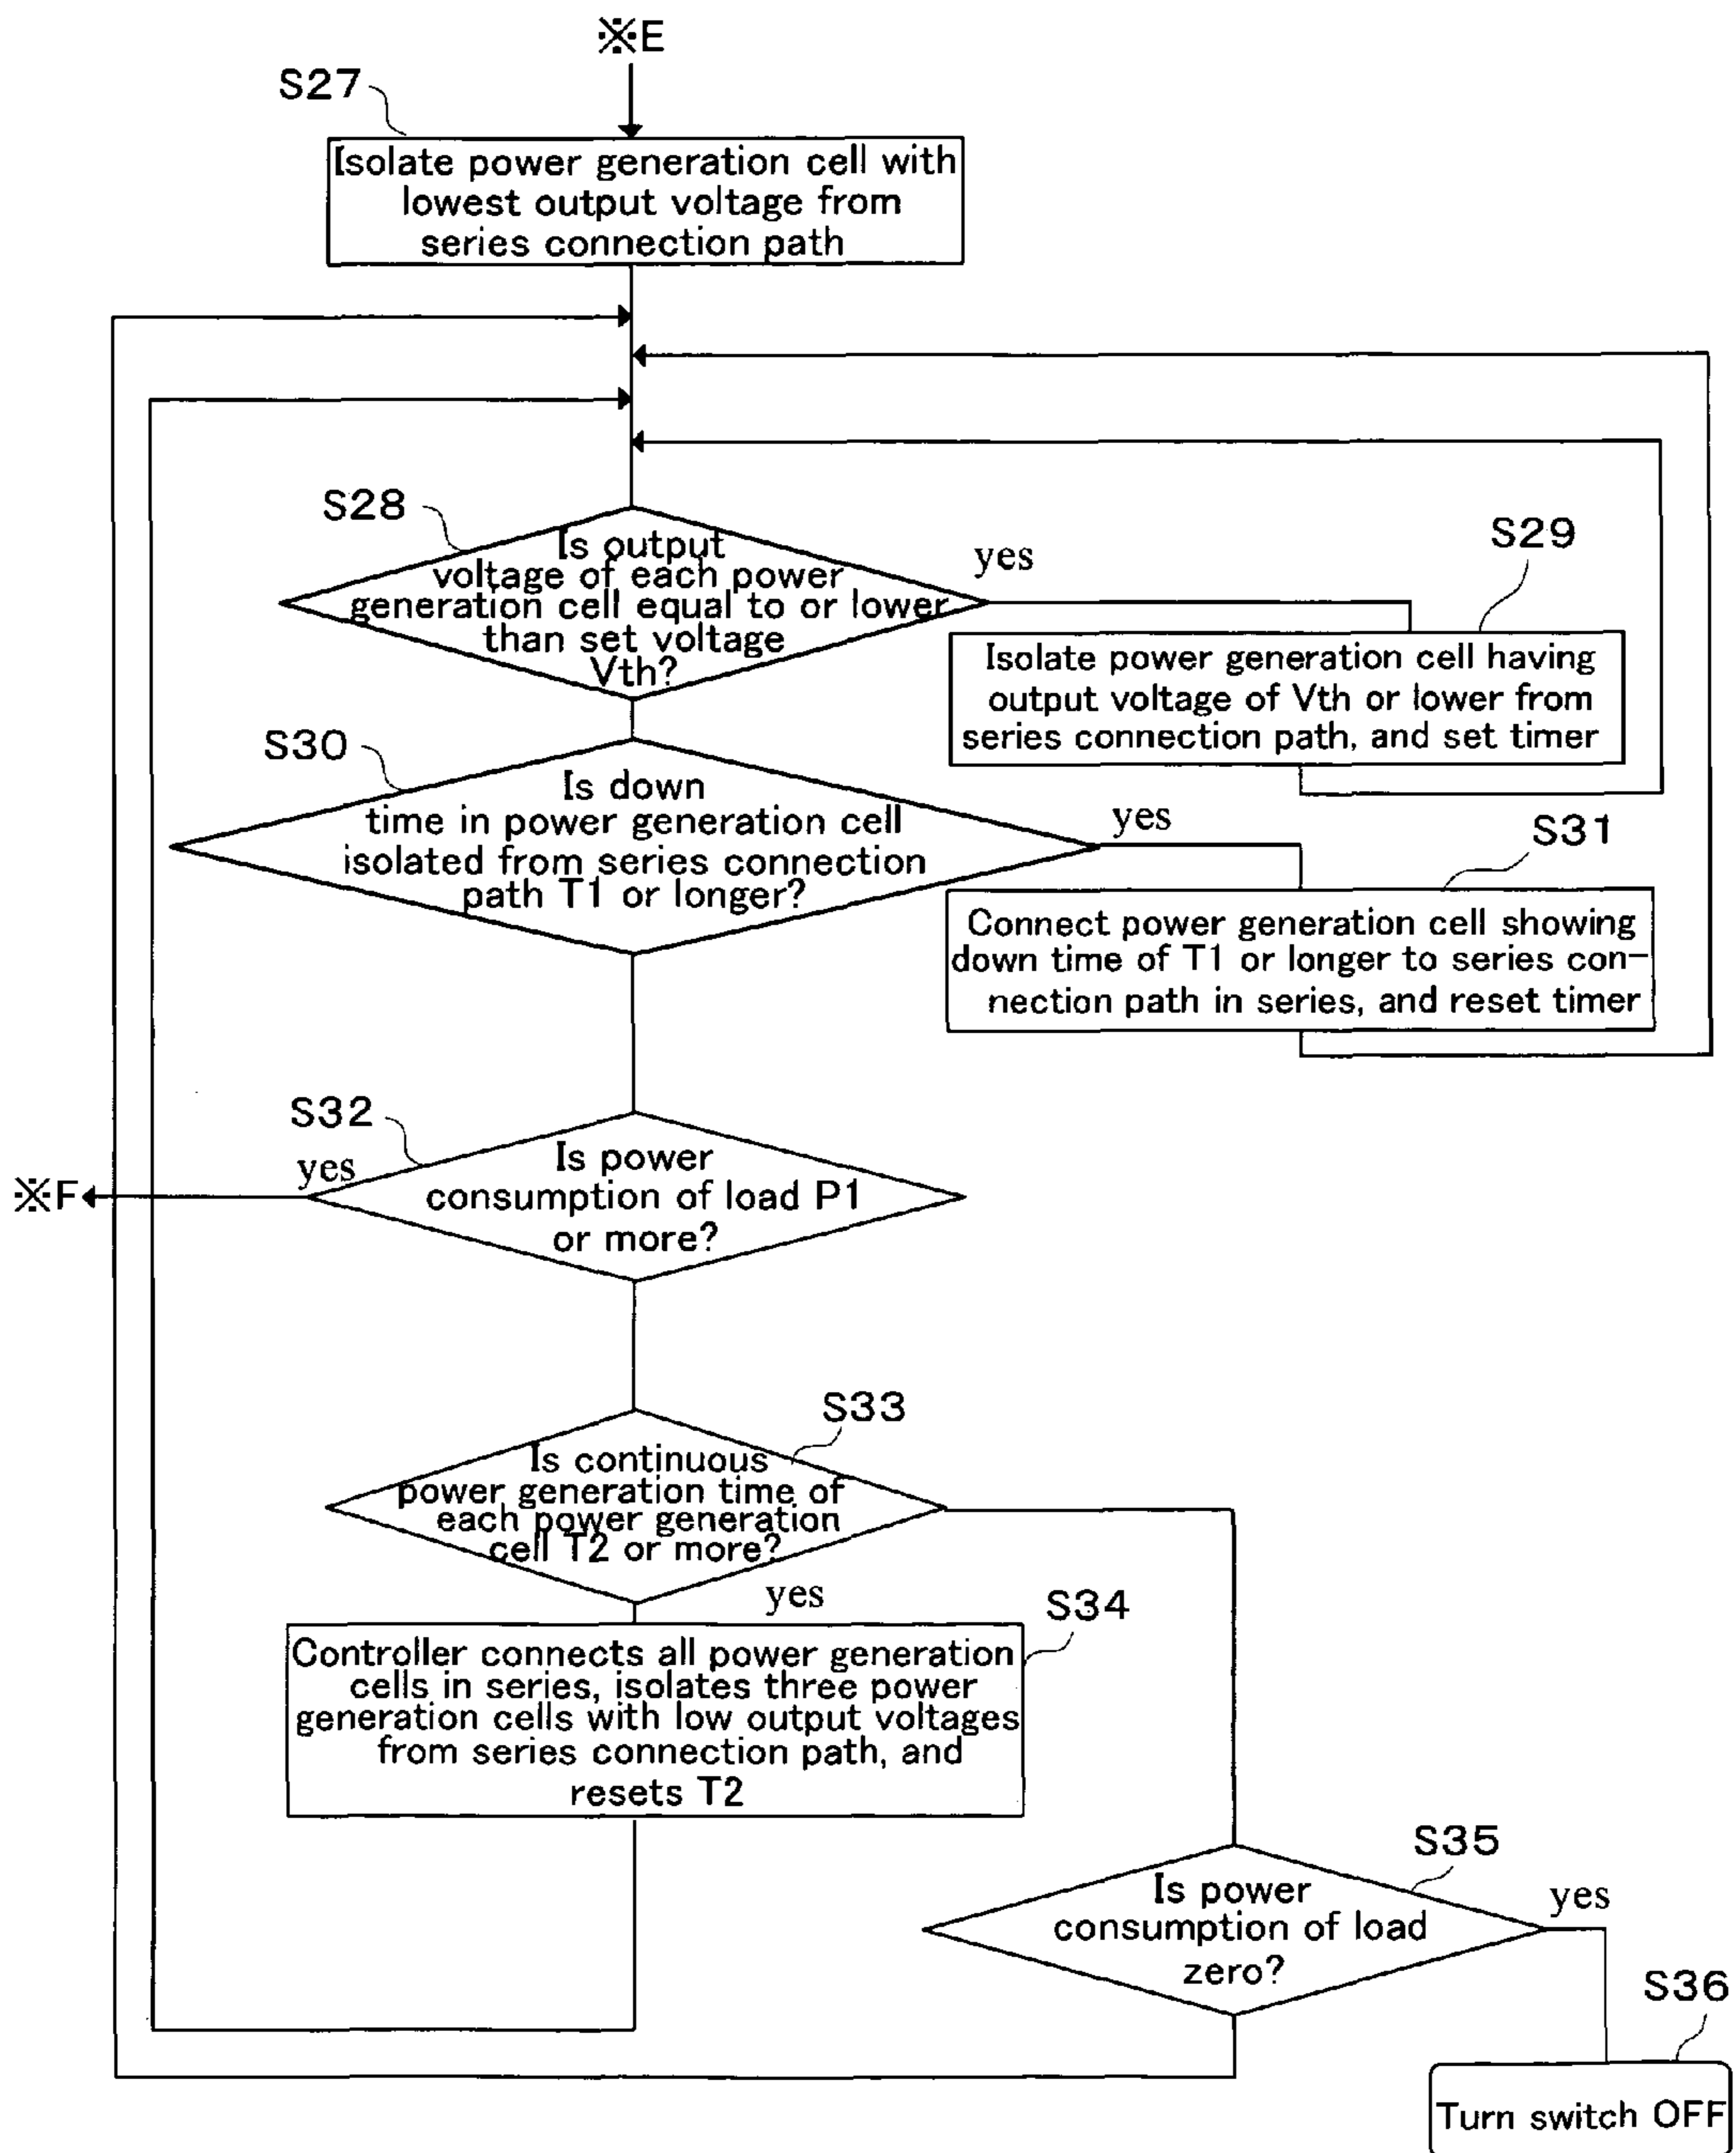 ※E
S27
Isolate power generation cell with
lowest output voltage from
series connection path
S28
Is output
voltage of each power
generation cell equal to or lower
than set voltage
Vth?
yes
S29
Isolate power generation cell having
output voltage of Vth or lower from
series connection path, and set timer
S30
Is down
time in power generation cell
isolated from series connection
path T1 or longer?
yes
S31
Connect power generation cell showing
down time of T1 or longer to series con-
nection path in series, and reset timer
S32
Is power
consumption of load P1
or more?
yes
※F
S33
Is continuous
power generation time of
each power generation
cell T2 or more?
yes
S34
Controller connects all power generation
cells in series, isolates three power
generation cells with low output voltages
from series connection path, and
resets T2
S35
Is power
consumption of load
zero?
yes
S36
Turn switch OFF